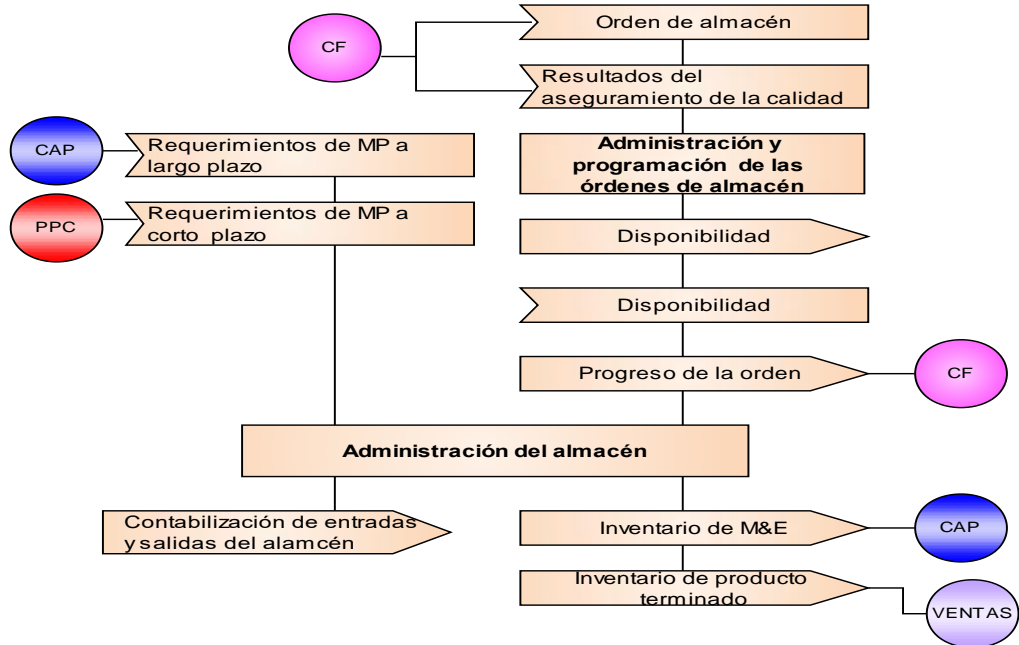 CF
Orden de almacén
Resultados del
aseguramiento de la calidad
CAP
Requerimientos de MP a
largo plazo
Administración y
programación de las
órdenes de almacén
PPC
Requerimientos de MP a
corto plazo
Disponibilidad
Disponibilidad
Progreso de la orden
CF
Administración del almacén
Contabilización de entradas
y salidas del alamcén
Inventario de M&E
CAP
Inventario de producto
terminado
VENTAS